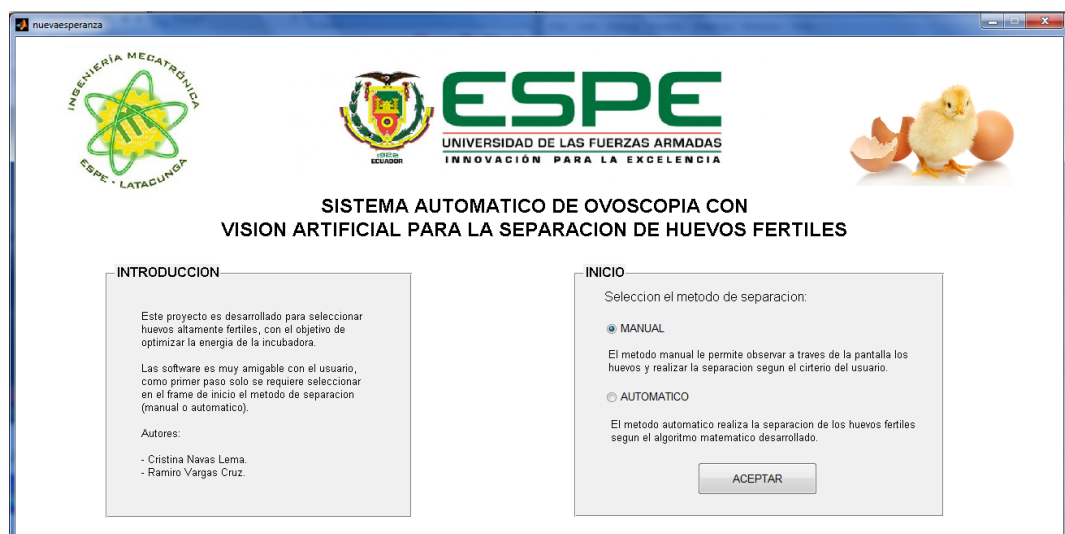 nuevaesperanza
INGENIERÍA MECATRÓNICA
ESPE - LATACUNGA
1922
ECUADOR
ESPE
UNIVERSIDAD DE LAS FUERZAS ARMADAS
INNOVACIÓN PARA LA EXCELENCIA
SISTEMA AUTOMATICO DE OVOSCOPIA CON
VISION ARTIFICIAL PARA LA SEPARACION DE HUEVOS FERTILES
INTRODUCCION
Este proyecto es desarrollado para seleccionar
huevos altamente fertiles, con el objetivo de
optimizar la energia de la incubadora.
Las software es muy amigable con el usuario,
como primer paso solo se requiere seleccionar
en el frame de inicio el metodo de separacion
(manual o automatico).
Autores:
- Cristina Navas Lema.
- Ramiro Vargas Cruz.
INICIO
Seleccion el metodo de separacion:
MANUAL
El metodo manual le permite observar a traves de la pantalla los
huevos y realizar la separacion segun el cirterio del usuario.
AUTOMATICO
El metodo automatico realiza la separacion de los huevos fertiles
segun el algoritmo matematico desarrollado.
ACEPTAR